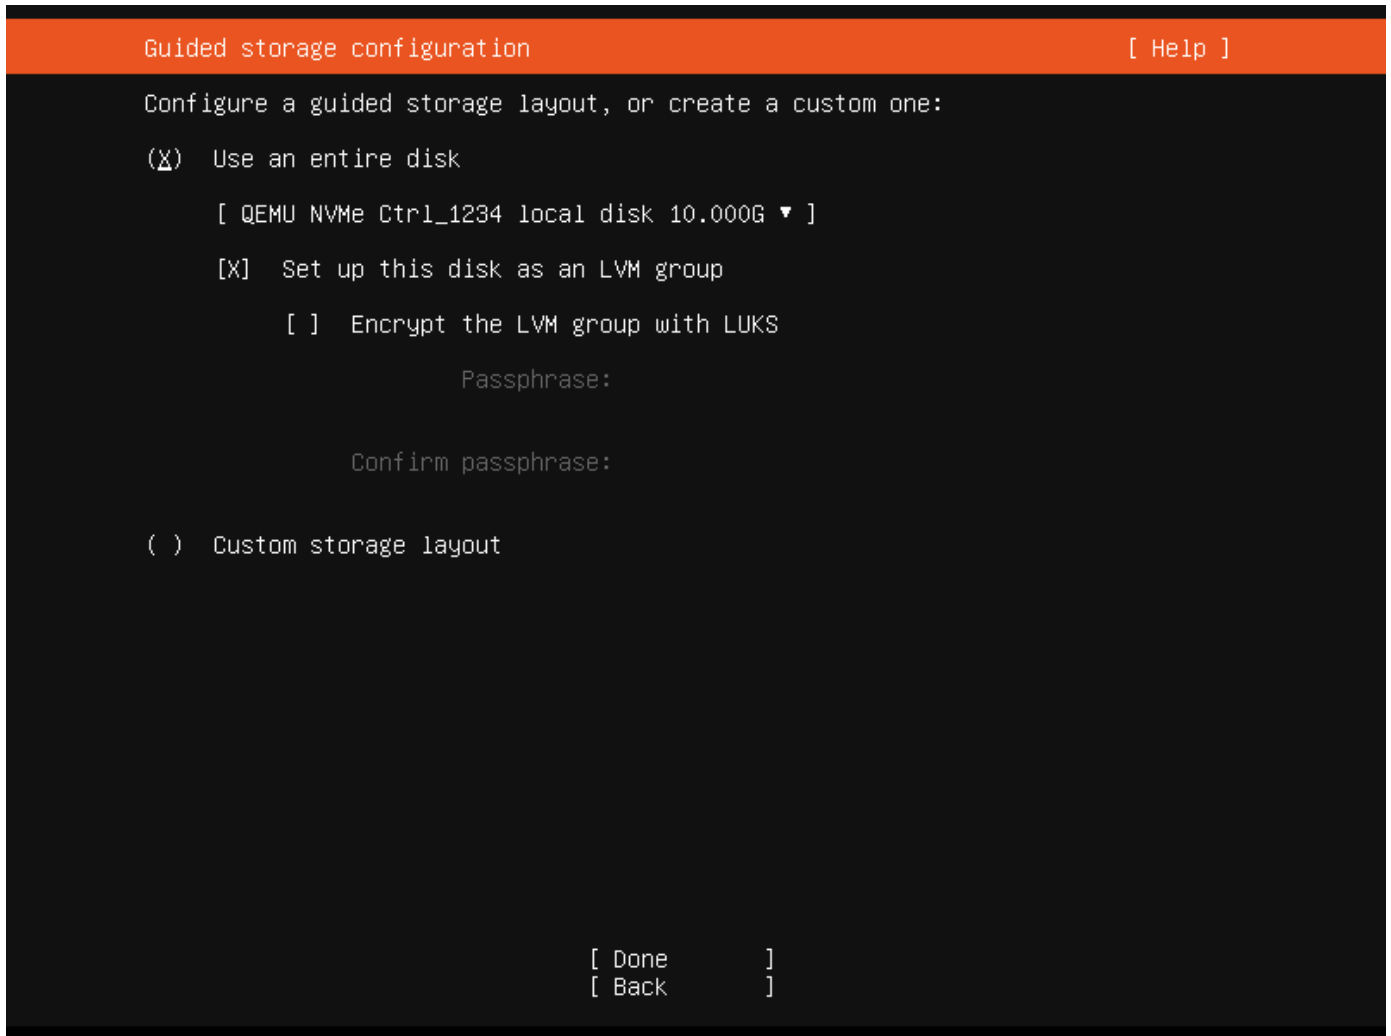 Guided storage configuration [ Help ]
Configure a guided storage layout, or create a custom one:
(X) Use an entire disk
[ QEMU NVMe Ctrl_1234 local disk 10.000G ▾ ]
[X] Set up this disk as an LVM group
[ ] Encrypt the LVM group with LUKS
Passphrase:
Confirm passphrase:
( ) Custom storage layout
[ Done ]
[ Back ]